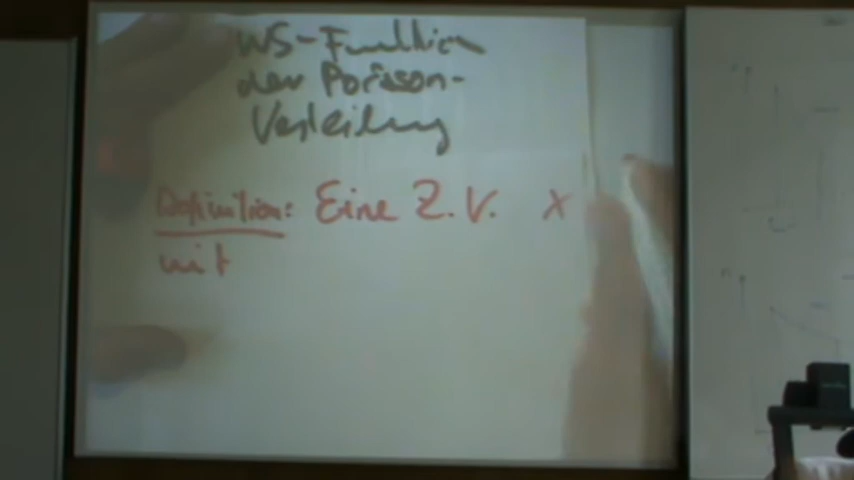 WS-Funktion
der Poisson-
Verteilung
Definition: Eine Z.V. X
mit